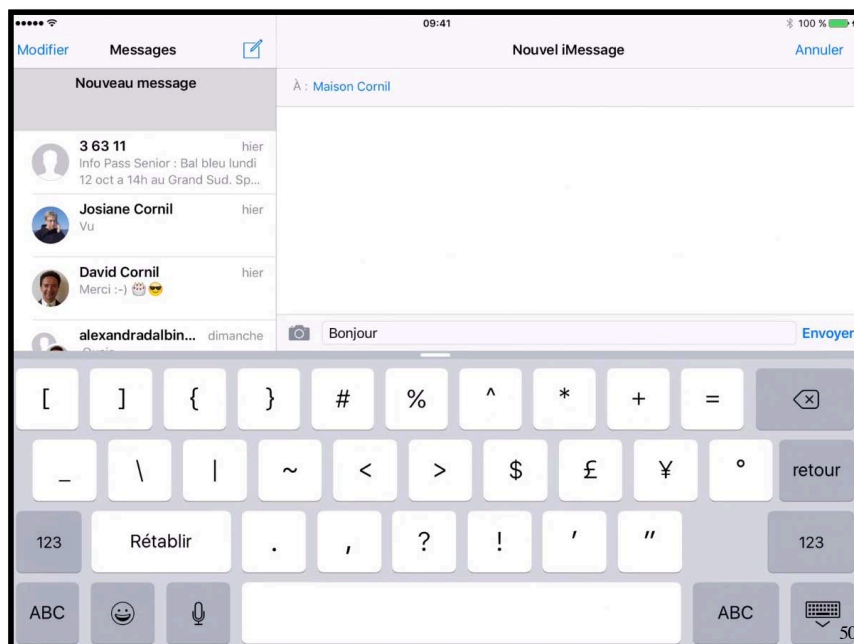 09:41
100 %
Modifier Messages
Nouvel iMessage Annuler
Nouveau message
À : Maison Cornil
3 63 11 hier
Info Pass Senior : Bal bleu lundi
12 oct a 14h au Grand Sud. Sp...
Josiane Cornil hier
Vu
David Cornil hier
Merci :-) 🎂😎
alexandradalbin... dimanche
Bonjour Envoyer
[ ] { } # % ^ * + =
_ \ | ~ < > $ £ ¥ ° retour
123 Rétablir . , ? ! ' " 123
ABC ABC
50